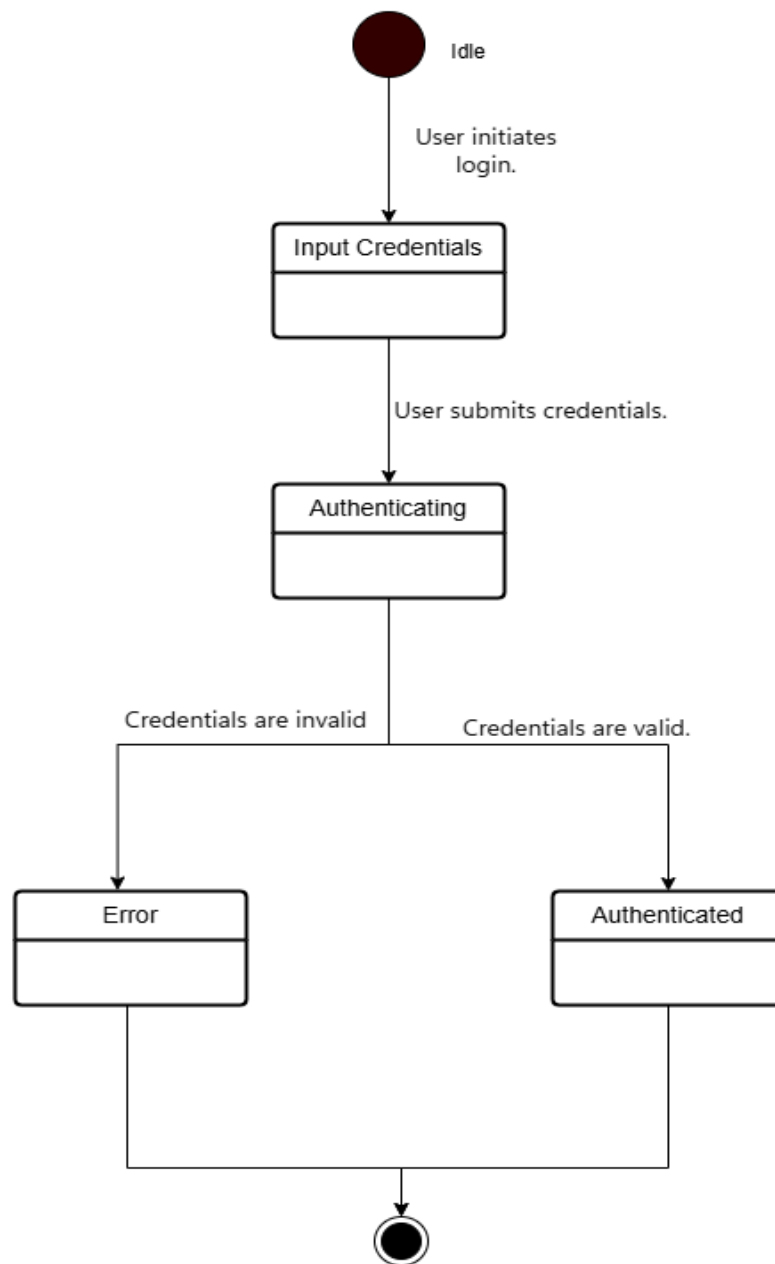 Idle
User initiates
login.
Input Credentials
User submits credentials.
Authenticating
Credentials are invalid
Credentials are valid.
Error
Authenticated